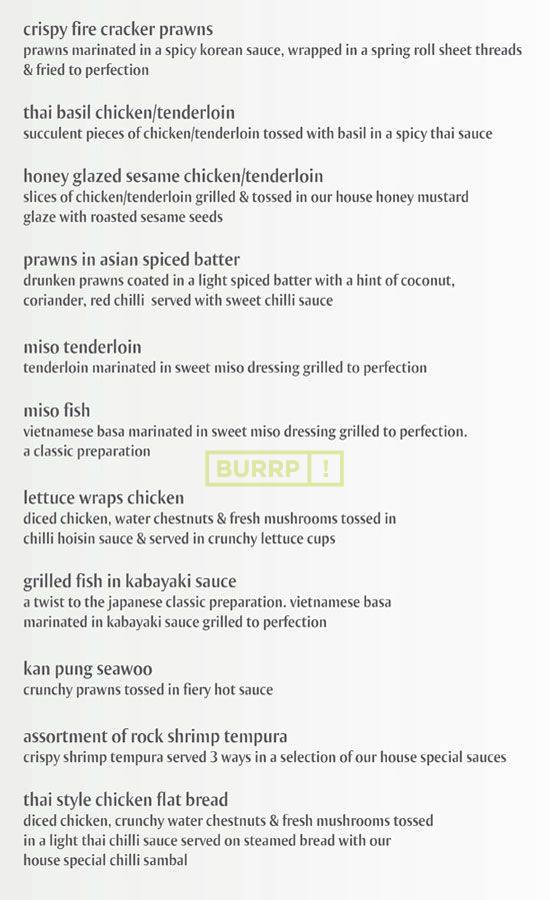 crispy fire cracker prawns
prawns marinated in a spicy korean sauce, wrapped in a spring roll sheet threads
& fried to perfection
thai basil chicken/tenderloin
succulent pieces of chicken/tenderloin tossed with basil in a spicy thai sauce
honey glazed sesame chicken/tenderloin
slices of chicken/tenderloin grilled & tossed in our house honey mustard
glaze with roasted sesame seeds
prawns in asian spiced batter
drunken prawns coated in a light spiced batter with a hint of coconut,
coriander, red chilli served with sweet chilli sauce
miso tenderloin
tenderloin marinated in sweet miso dressing grilled to perfection
miso fish
vietnamese basa marinated in sweet miso dressing grilled to perfection.
a classic preparation
BURRP !
lettuce wraps chicken
diced chicken, water chestnuts & fresh mushrooms tossed in
chilli hoisin sauce & served in crunchy lettuce cups
grilled fish in kabayaki sauce
a twist to the japanese classic preparation. vietnamese basa
marinated in kabayaki sauce grilled to perfection
kan pung seawoo
crunchy prawns tossed in fiery hot sauce
assortment of rock shrimp tempura
crispy shrimp tempura served 3 ways in a selection of our house special sauces
thai style chicken flat bread
diced chicken, crunchy water chestnuts & fresh mushrooms tossed
in a light thai chilli sauce served on steamed bread with our
house special chilli sambal